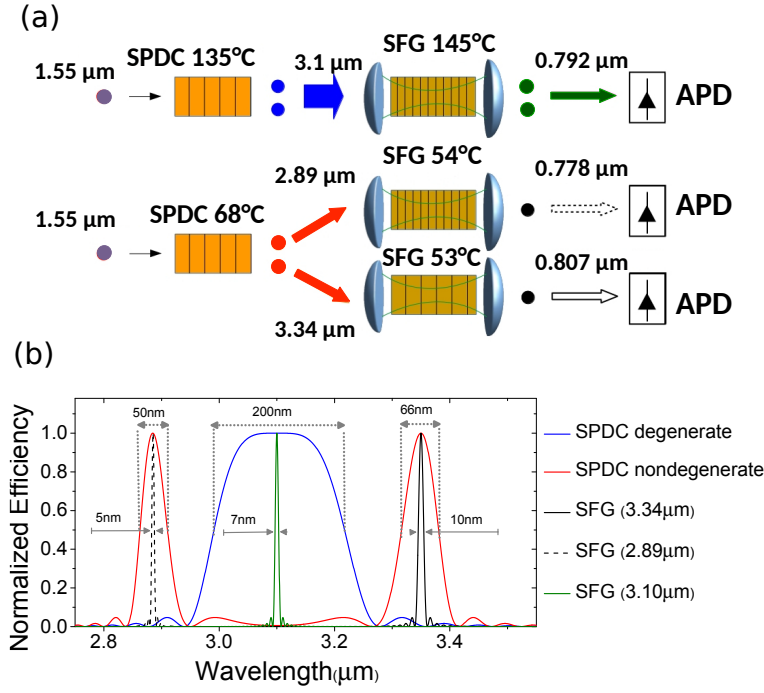 (a)
SPDC 135°C
3.1 µm
SFG 145°C
0.792 µm
1.55 µm
APD
2.89 µm
SFG 54°C
0.778 µm
SPDC 68°C
1.55 µm
APD
SFG 53°C
0.807 µm
3.34 µm
APD
(b)
Normalized Efficiency
1.0
0.8
0.6
0.4
0.2
0.0
50nm
200nm
66nm
5nm
7nm
10nm
2.8
3.0
3.2
3.4
Wavelength(µm)
SPDC degenerate
SPDC nondegenerate
SFG (3.34µm)
SFG (2.89µm)
SFG (3.10µm)